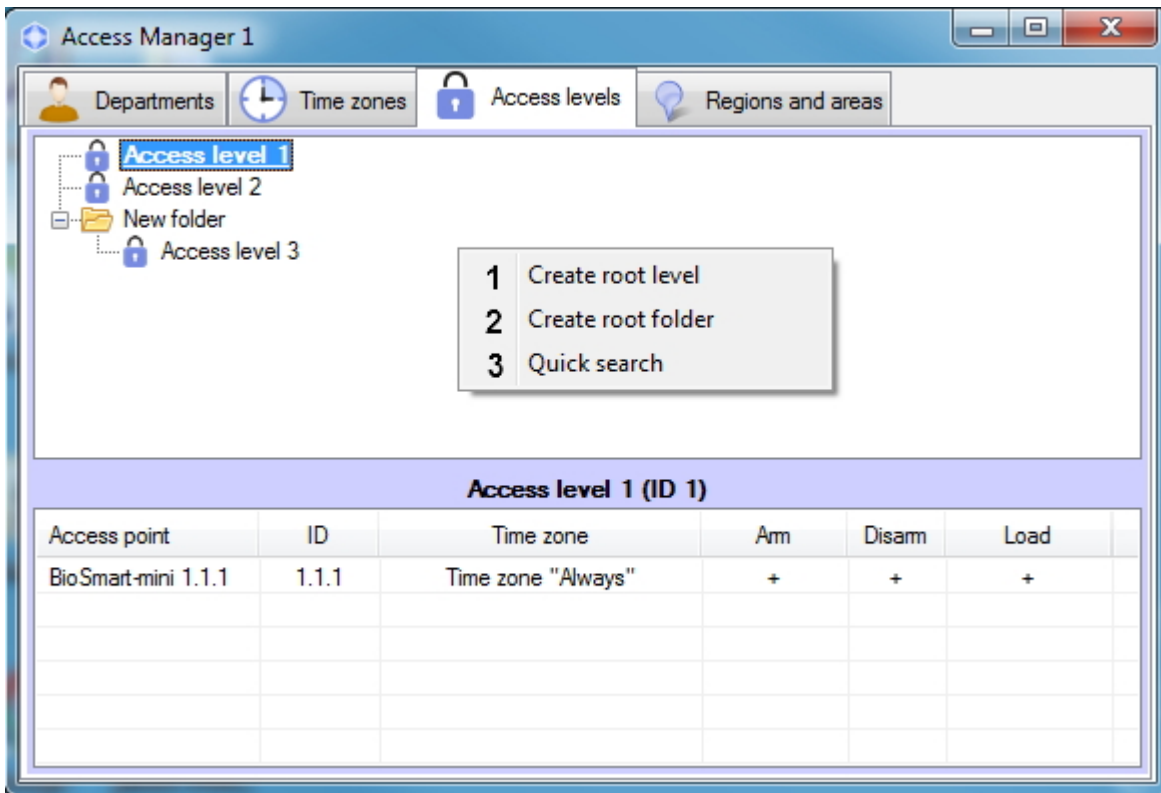 Access Manager 1
Departments Time zones Access levels Regions and areas
Access level 1
Access level 2
New folder
Access level 3
1 Create root level
2 Create root folder
3 Quick search
Access level 1 (ID 1)
Access point ID Time zone Arm Disarm Load
BioSmart-mini 1.1.1 1.1.1 Time zone "Always" + + +